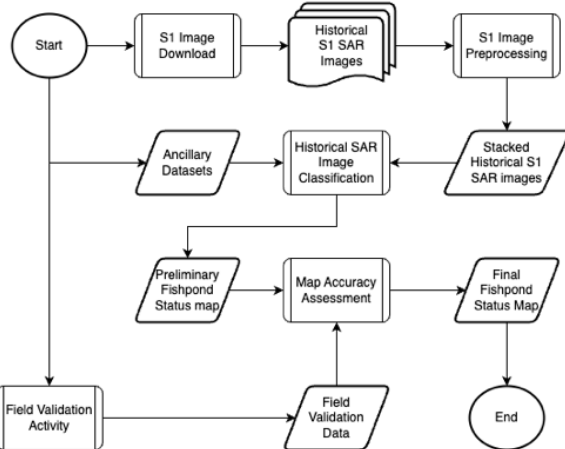 Start
S1 Image
Download
Historical
S1 SAR
Images
S1 Image
Preprocessing
Ancillary
Datasets
Historical SAR
Image
Classification
Stacked
Historical S1
SAR images
Preliminary
Fishpond
Status map
Map Accuracy
Assessment
Final
Fishpond
Status Map
Field Validation
Activity
Field
Validation
Data
End